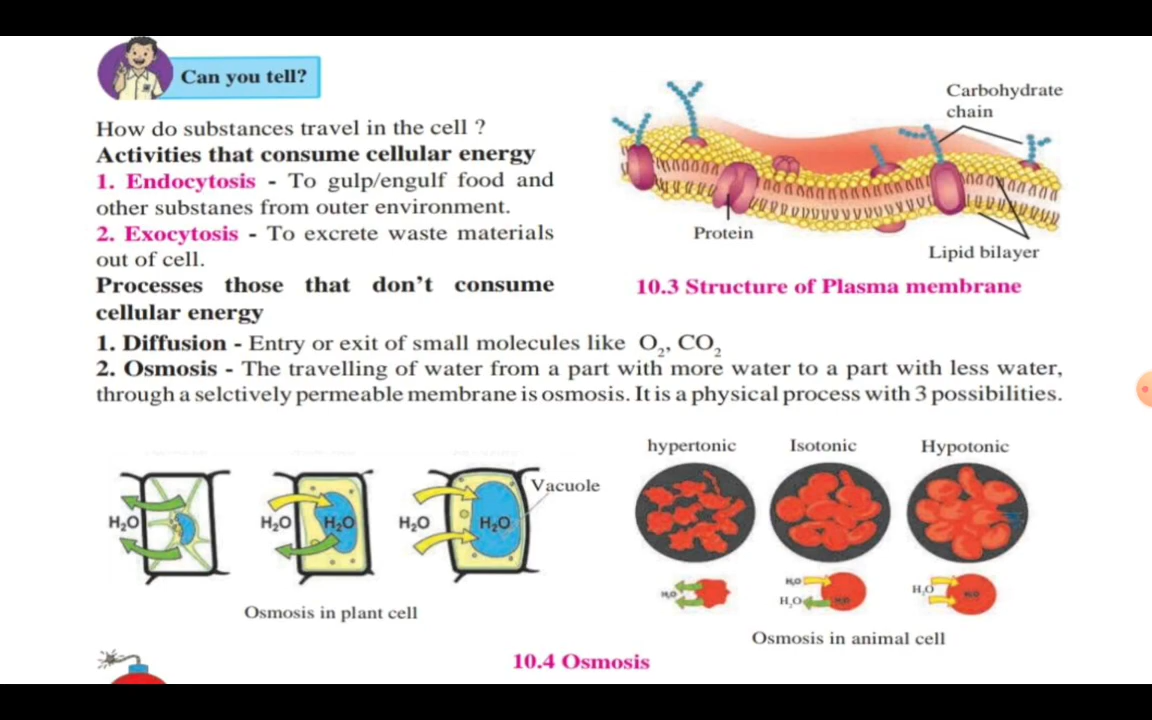 Can you tell?
How do substances travel in the cell ?
Activities that consume cellular energy
1. Endocytosis - To gulp/engulf food and
other substanes from outer environment.
2. Exocytosis - To excrete waste materials
out of cell.
Processes those that don't consume
cellular energy
Carbohydrate
chain
Protein
Lipid bilayer
10.3 Structure of Plasma membrane
1. Diffusion - Entry or exit of small molecules like O₂, CO₂
2. Osmosis - The travelling of water from a part with more water to a part with less water,
through a selctively permeable membrane is osmosis. It is a physical process with 3 possibilities.
H₂O
H₂O H₂O
H₂O H₂O
Vacuole
Osmosis in plant cell
hypertonic Isotonic Hypotonic
H₂O
H₂O
H₂O H₂O
H₂O H₂O
Osmosis in animal cell
10.4 Osmosis